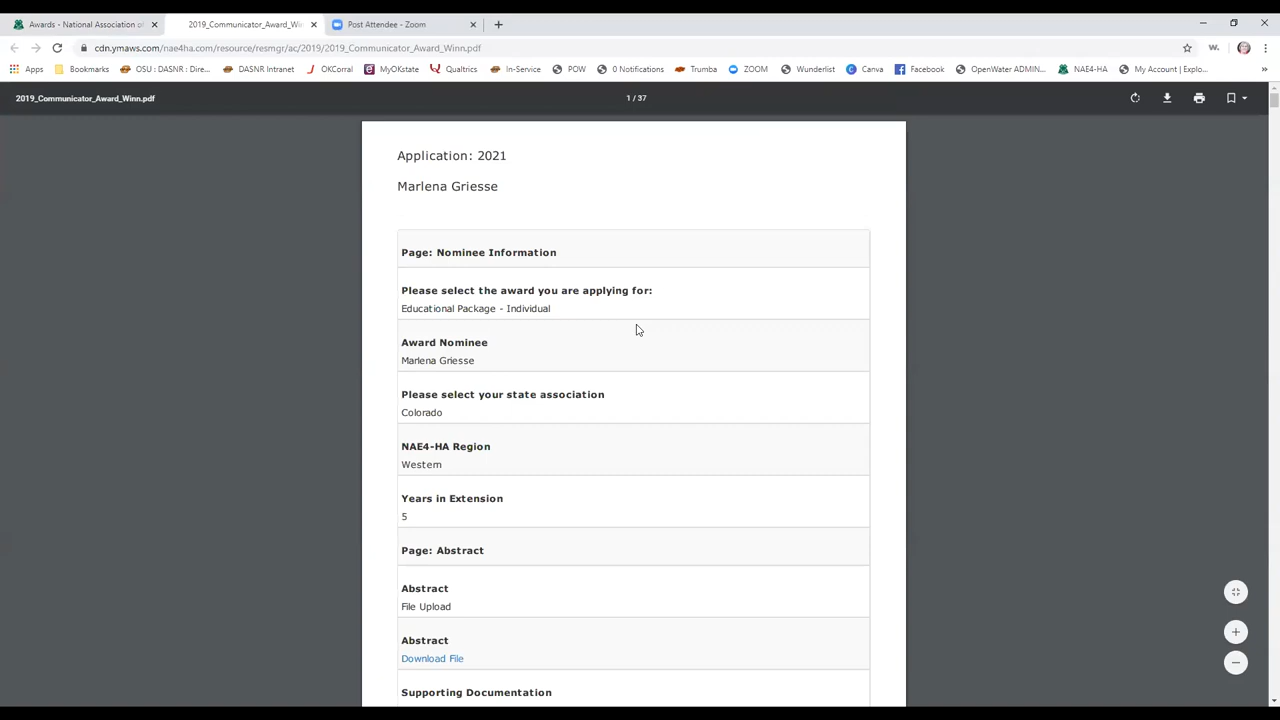 Awards - National Association of
2019_Communicator_Award_Win
Post Attendee - Zoom
cdn.ymaws.com/nae4ha.com/resource/resmgr/ac/2019/2019_Communicator_Award_Winn.pdf
W.
Apps
Bookmarks
OSU : DASNR : Dire...
DASNR Intranet
OKCorral
MyOKstate
Qualtrics
In-Service
POW
0 Notifications
Trumba
ZOOM
Wunderlist
Canva
Facebook
OpenWater ADMIN...
NAE4-HA
My Account | Explo...
»
2019_Communicator_Award_Winn.pdf
1 / 37
Application: 2021
Marlena Griesse
Page: Nominee Information
Please select the award you are applying for:
Educational Package - Individual
Award Nominee
Marlena Griesse
Please select your state association
Colorado
NAE4-HA Region
Western
Years in Extension
5
Page: Abstract
Abstract
File Upload
Abstract
Download File
Supporting Documentation